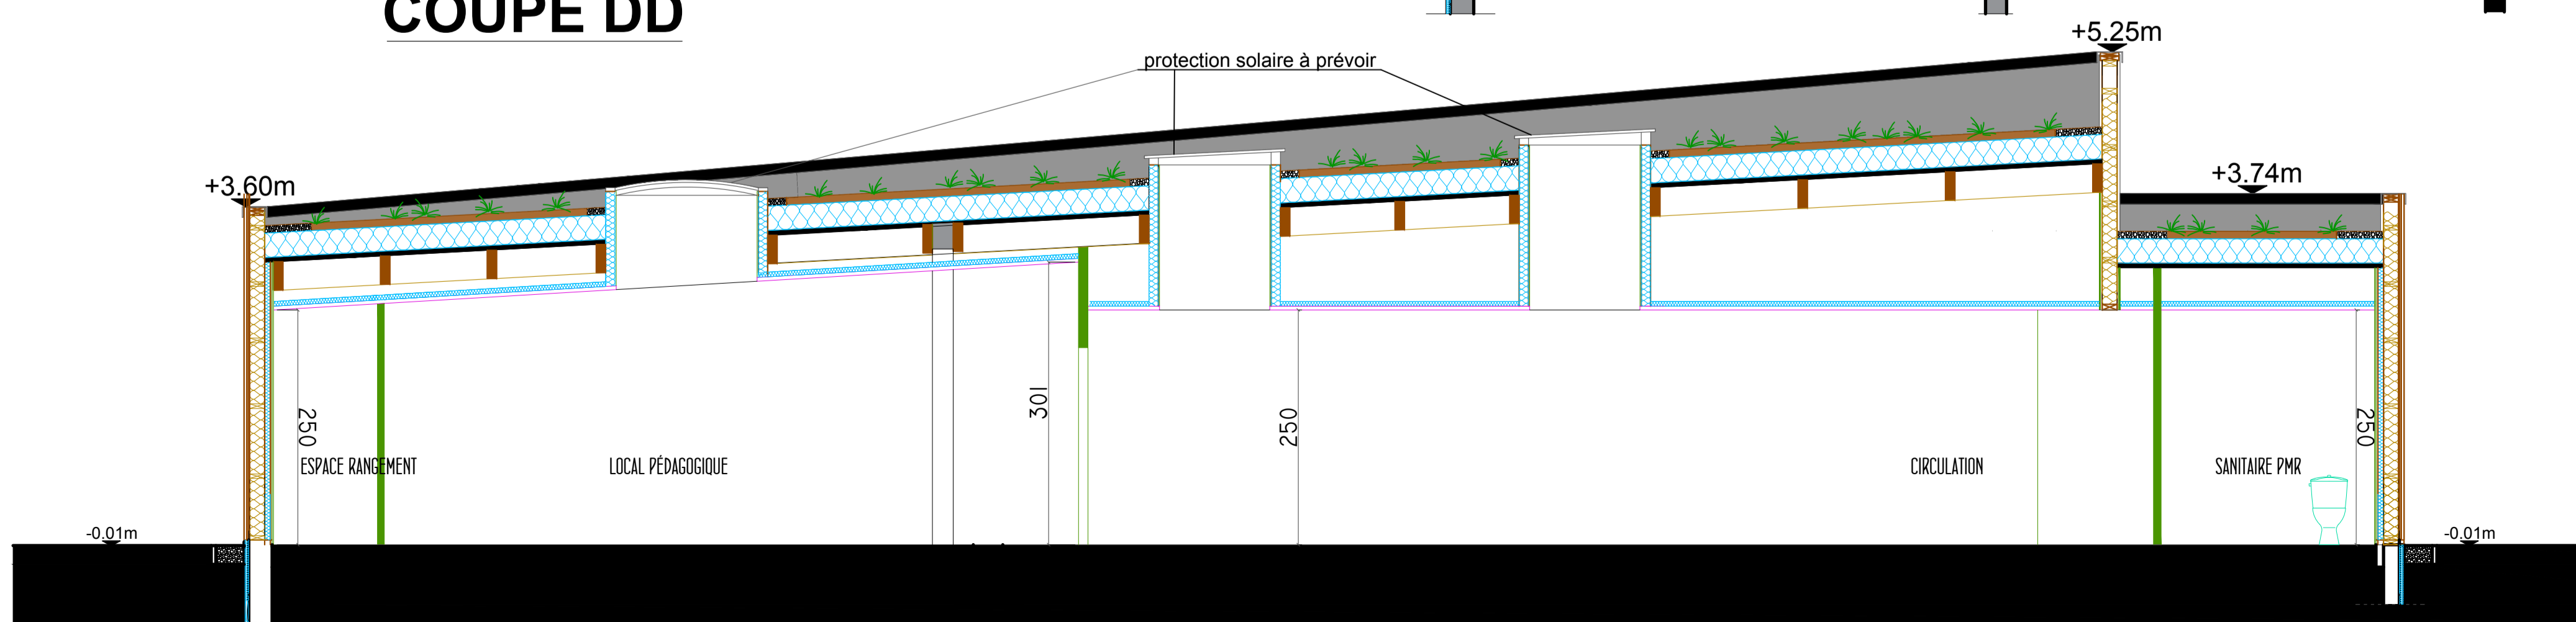 COUPE DD
+5.25m
protection solaire à prévoir
+3.60m
+3.74m
250
301
250
250
ESPACE RANGEMENT
LOCAL PÉDAGOGIQUE
CIRCULATION
SANITAIRE PMR
-0.01m
-0.01m